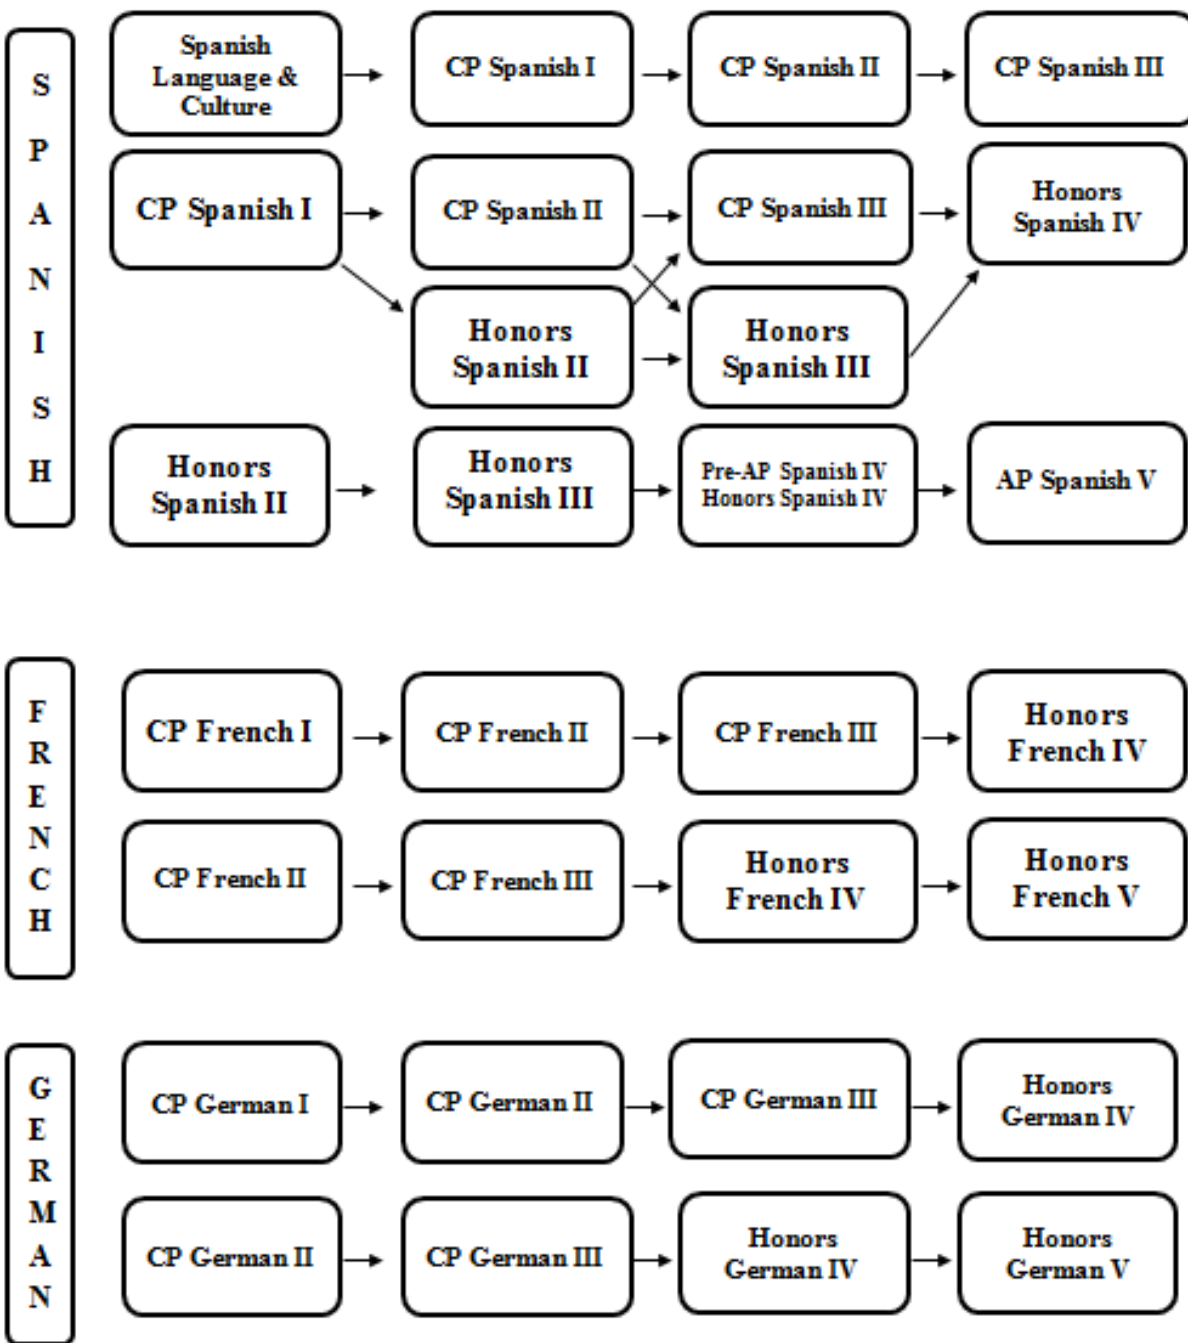 SPANISH
Spanish
Language &
Culture
CP Spanish I
CP Spanish II
CP Spanish III
CP Spanish I
CP Spanish II
CP Spanish III
Honors
Spanish IV
Honors
Spanish II
Honors
Spanish III
Honors
Spanish II
Honors
Spanish III
Pre-AP Spanish IV
Honors Spanish IV
AP Spanish V
FRENCH
CP French I
CP French II
CP French III
Honors
French IV
CP French II
CP French III
Honors
French IV
Honors
French V
GERMAN
CP German I
CP German II
CP German III
Honors
German IV
CP German II
CP German III
Honors
German IV
Honors
German V